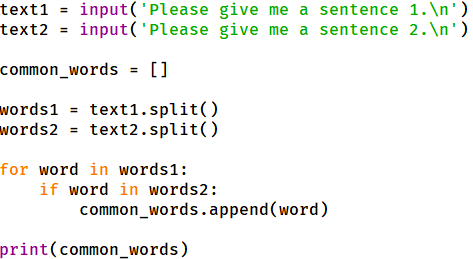 text1 = input('Please give me a sentence 1.\n')
text2 = input('Please give me a sentence 2.\n')
common_words = []
words1 = text1.split()
words2 = text2.split()
for word in words1:
    if word in words2:
        common_words.append(word)
print(common_words)